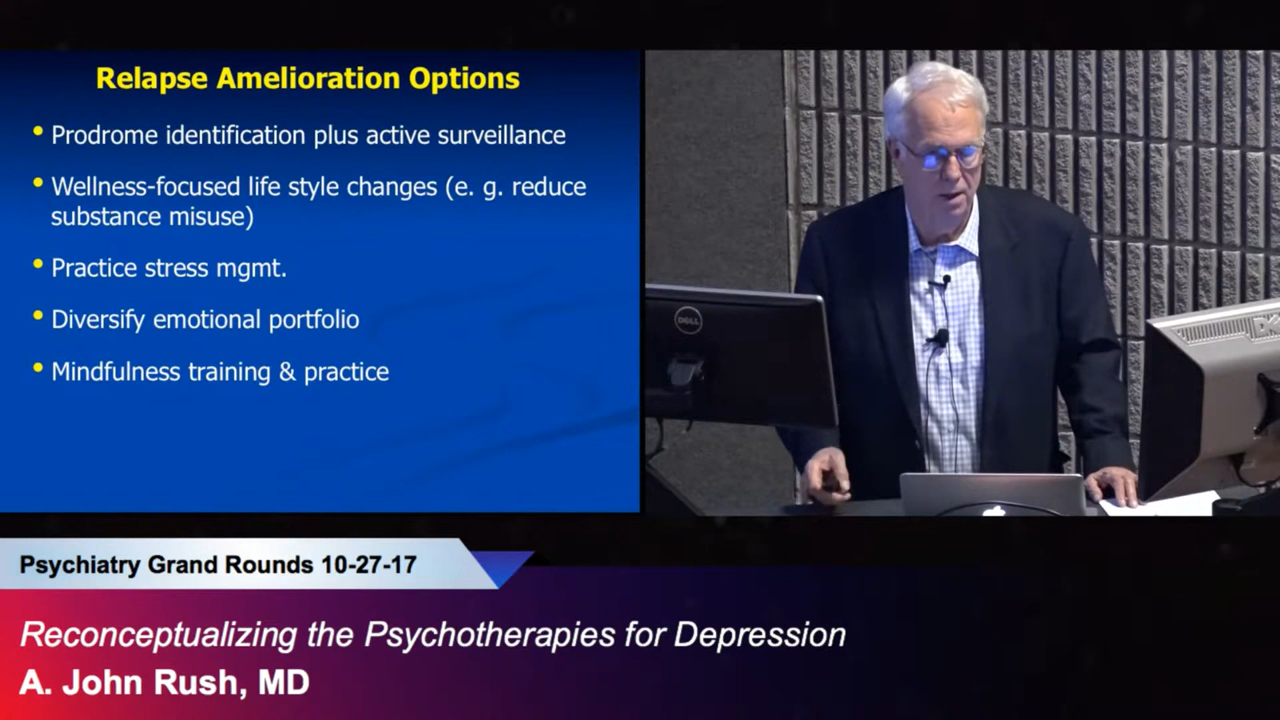 Relapse Amelioration Options
• Prodrome identification plus active surveillance
• Wellness-focused life style changes (e. g. reduce
substance misuse)
• Practice stress mgmt.
• Diversify emotional portfolio
• Mindfulness training & practice
DELL
Psychiatry Grand Rounds 10-27-17
Reconceptualizing the Psychotherapies for Depression
A. John Rush, MD